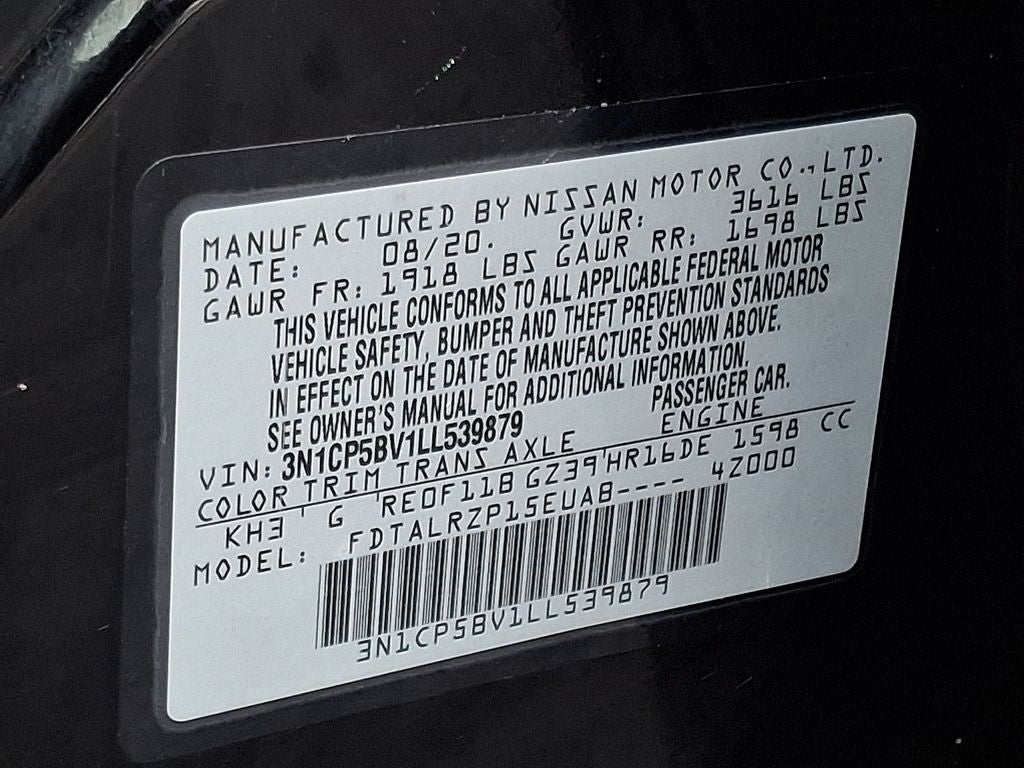 MANUFACTURED BY NISSAN MOTOR CO., LTD.
DATE: 08/20. GVWR: 3616 LBS
GAWR FR: 1918 LBS GAWR RR: 1698 LBS
THIS VEHICLE CONFORMS TO ALL APPLICABLE FEDERAL MOTOR
VEHICLE SAFETY, BUMPER AND THEFT PREVENTION STANDARDS
IN EFFECT ON THE DATE OF MANUFACTURE SHOWN ABOVE.
SEE OWNER'S MANUAL FOR ADDITIONAL INFORMATION.
VIN: 3N1CP5BV1LL539879 PASSENGER CAR.
COLOR TRIM TRANS AXLE ENGINE
KH3 ' G 'RE0F11B GZ39'HR16DE 1598 CC
MODEL: FDTALRZP15EUAB---- 4Z000
3N1CP5BV1LL539879